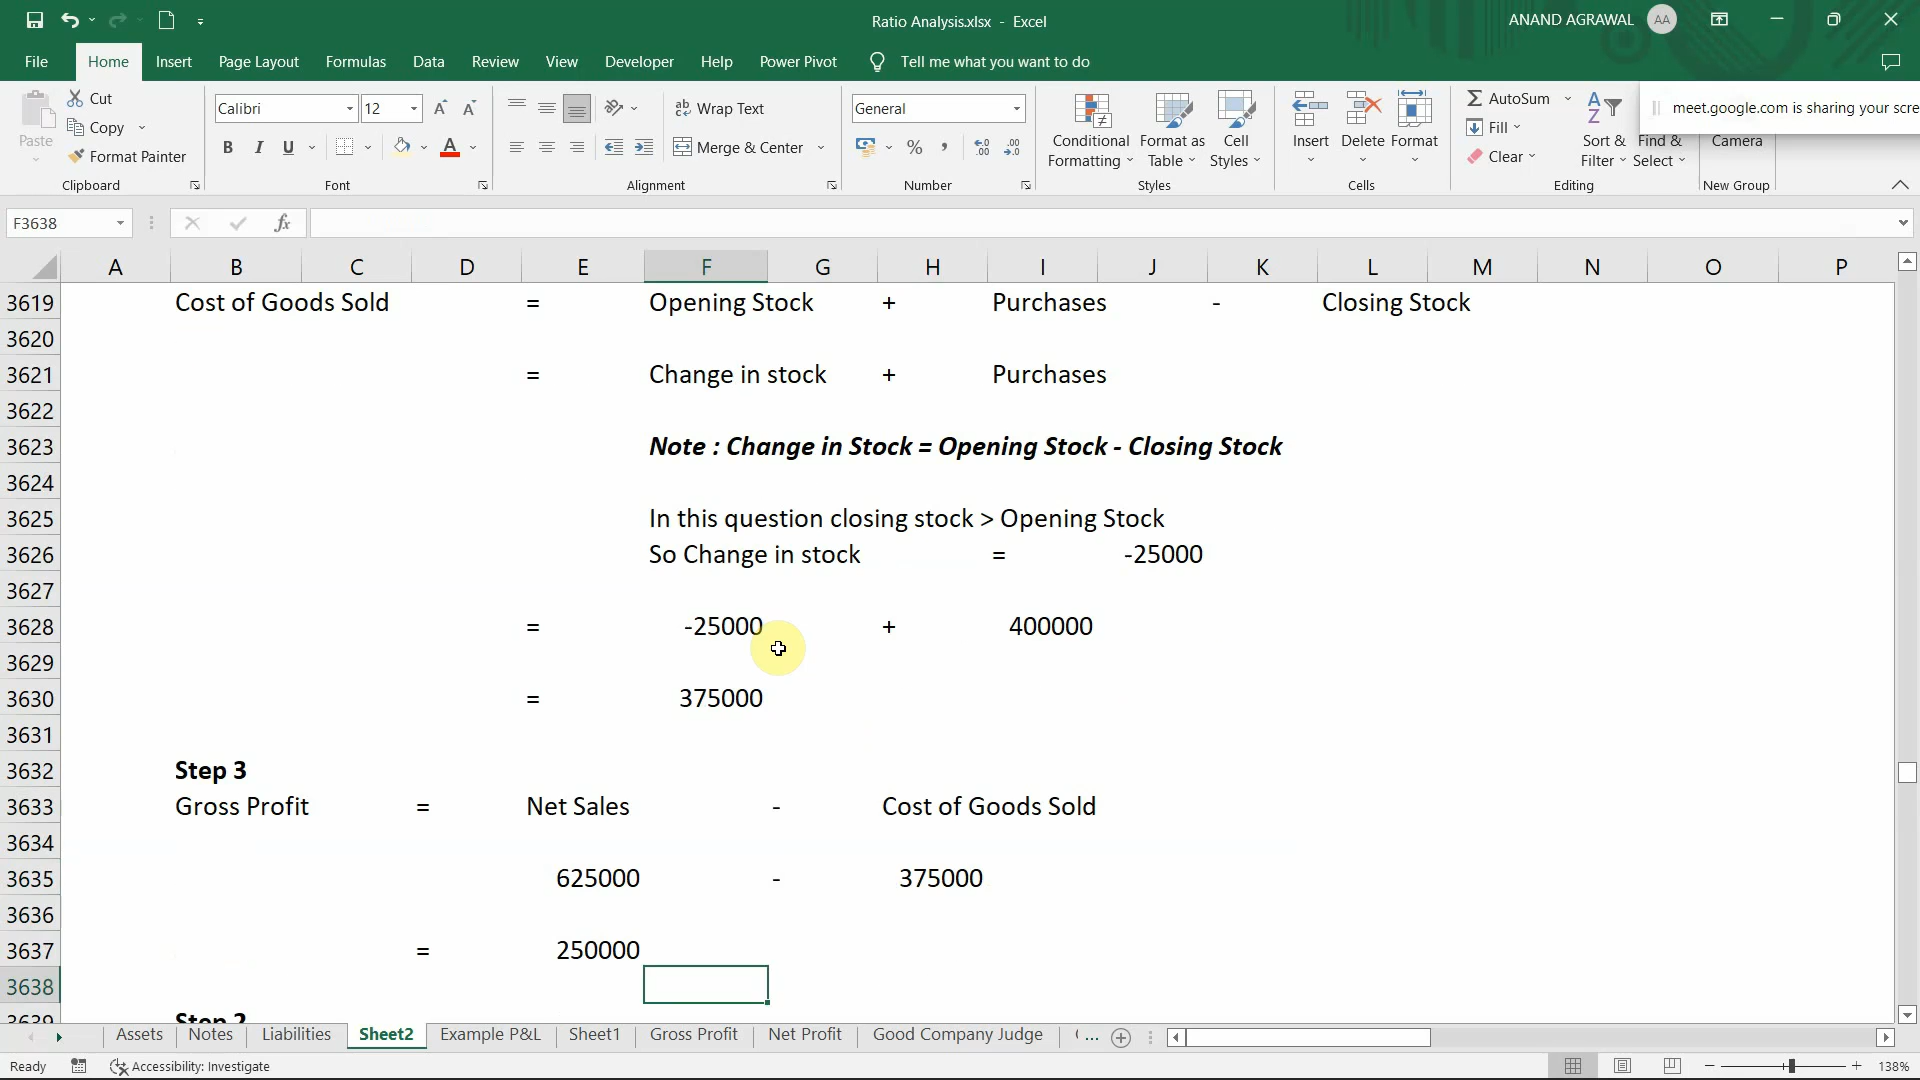 Ratio Analysis.xlsx - Excel
ANAND AGRAWAL AA
File Home Insert Page Layout Formulas Data Review View Developer Help Power Pivot Tell me what you want to do
Paste Cut Copy Format Painter Clipboard
Calibri 12 B I U A Font
Wrap Text Merge & Center Alignment
General % , Number
Conditional Formatting Format as Table Cell Styles Styles
Insert Delete Format Cells
AutoSum Fill Clear Sort & Filter Find & Select Editing
Camera New Group
meet.google.com is sharing your scre
F3638 fx
A B C D E F G H I J K L M N O P
3619 Cost of Goods Sold = Opening Stock + Purchases - Closing Stock
3620
3621 = Change in stock + Purchases
3622
3623 Note : Change in Stock = Opening Stock - Closing Stock
3624
3625 In this question closing stock > Opening Stock
3626 So Change in stock = -25000
3627
3628 = -25000 + 400000
3629
3630 = 375000
3631
3632 Step 3
3633 Gross Profit = Net Sales - Cost of Goods Sold
3634
3635 625000 - 375000
3636
3637 = 250000
3638
3639 Step 2
Assets Notes Liabilities Sheet2 Example P&L Sheet1 Gross Profit Net Profit Good Company Judge ...
Ready Accessibility: Investigate 138%